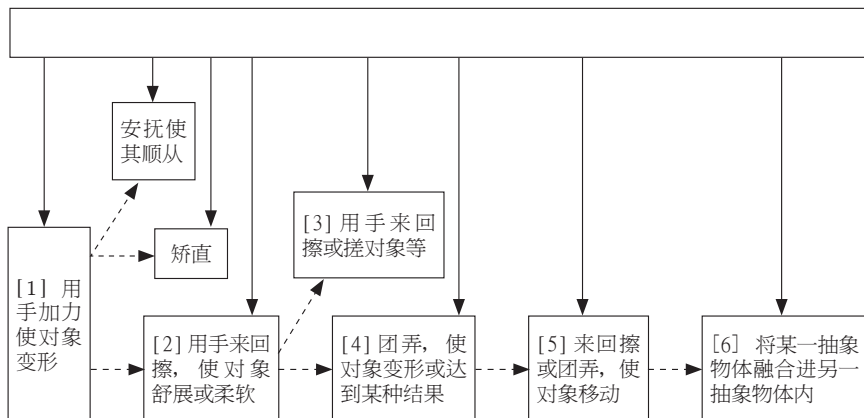 安抚使
其顺从
[3]用手来回
擦或搓对象等
矫直
[1] 用
手加力
使对象
变形
[2]用手来回
擦，使对象
舒展或柔软
[4]团弄，使
对象变形或达
到某种结果
[5]来回擦
或团弄，使
对象移动
[6] 将某一抽象
物体融合进另一
抽象物体内